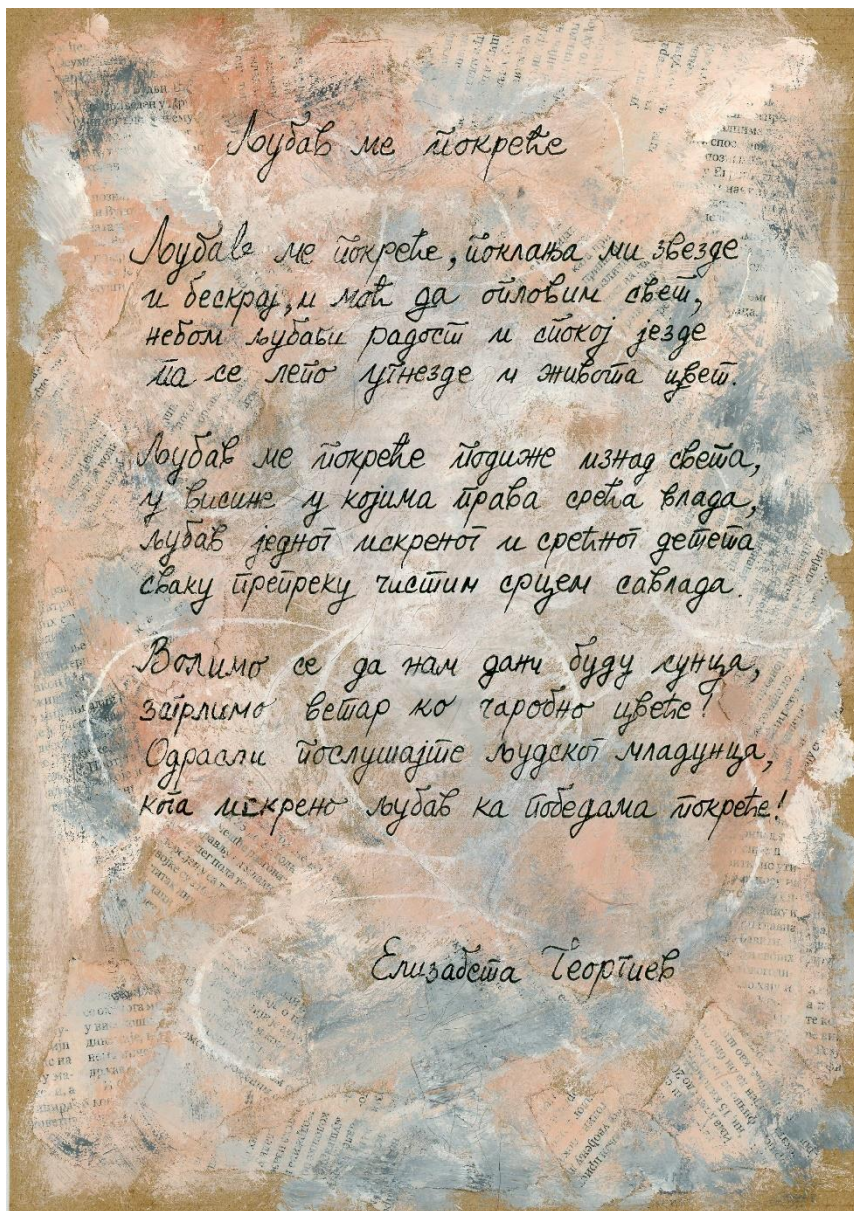 Љубав ме покреће
Љубав ме покреће, поклања ми звезде
и бескрај, и моћ да опловим свет,
небом љубави радост и спокој језде
па се лепо угнезде и живота цвет.
Љубав ме покреће подиже изнад света,
у висине у којима права срећа влада,
љубав једног искреног и срећног детета
сваку препреку чистим срцем савлада.
Волимо се да нам дани буду сунца,
загрлимо ветар ко чаробно цвеће!
Одрасли послушајте људског младунца,
кога искрено љубав ка победама покреће!
Елизабета Георгиев